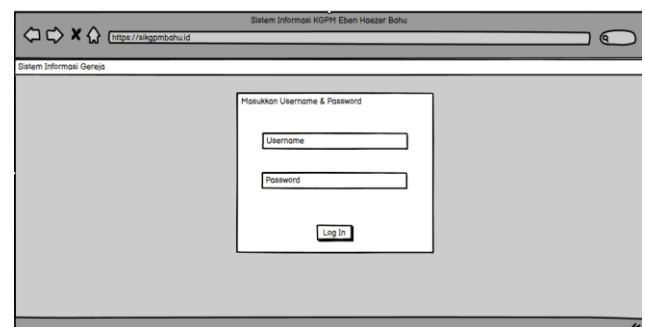 Sistem Informasi KGPM Eben Haezer Bahu
https://sikgpmbahu.id
Sistem Informasi Gereja
Masukkan Username & Password
Username
Password
Log In